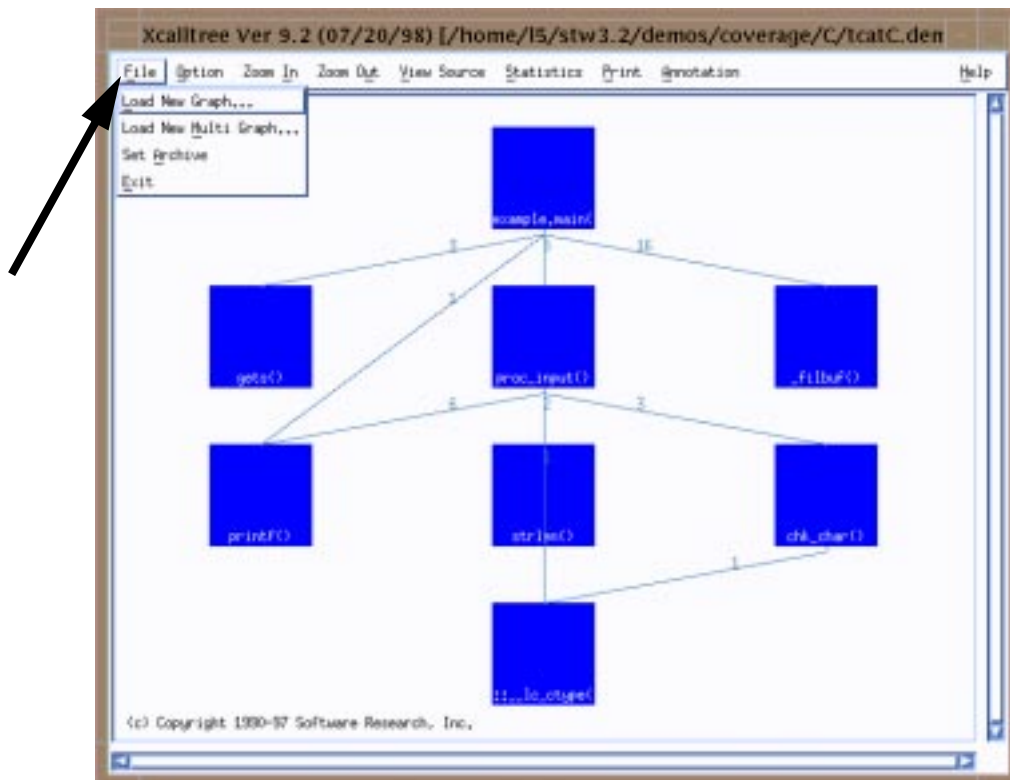 Xcalltree Ver 9.2 (07/20/98) [/home/l5/stw3.2/demos/coverage/C/tcatC.den
File Option Zoom In Zoom Out View Source Statistics Print Annotation Help
Load New Graph...
Load New Multi Graph...
Set Archive
Exit
example.main(
16
gets() proc_input() _filbuf()
6 2 3
printf() strlen() chk_char()
1
(c) Copyright 1990-97 Software Research, Inc.